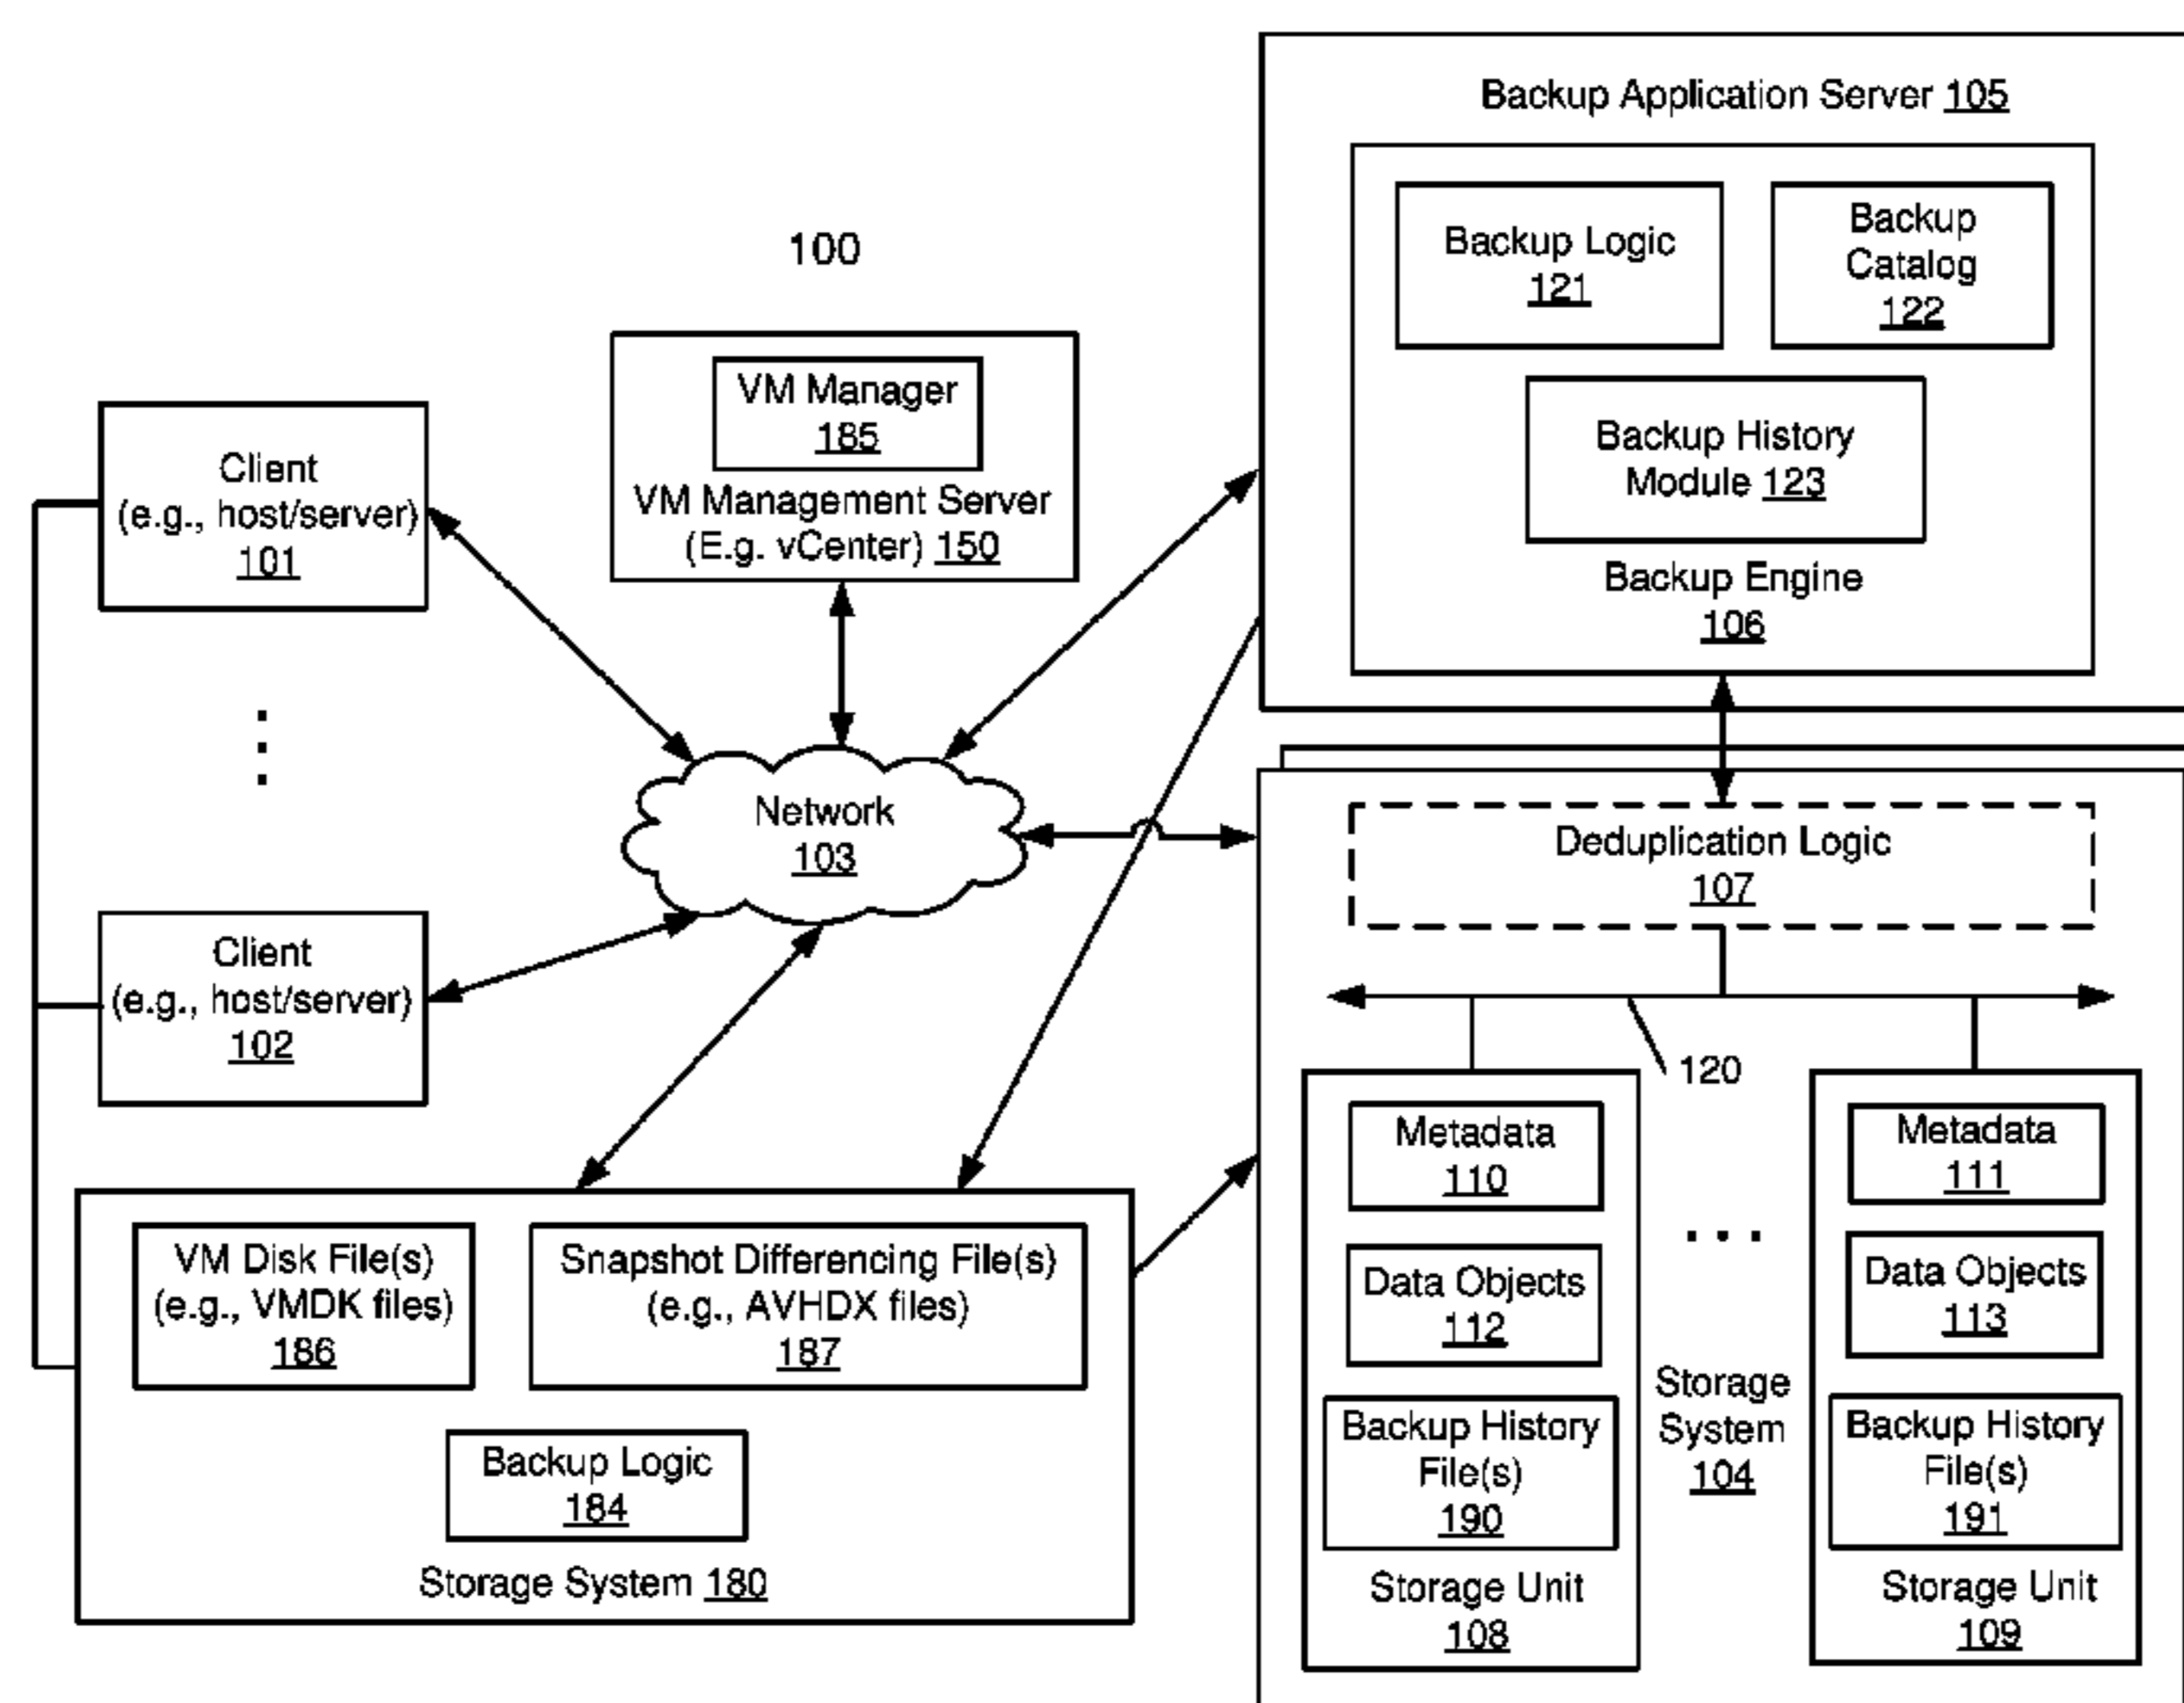 100
Client
(e.g., host/server)
101
Client
(e.g., host/server)
102
VM Manager
185
VM Management Server
(E.g. vCenter) 150
Network
103
VM Disk File(s)
(e.g., VMDK files)
186
Snapshot Differencing File(s)
(e.g., AVHDX files)
187
Backup Logic
184
Storage System 180
Backup Application Server 105
Backup Logic
121
Backup
Catalog
122
Backup History
Module 123
Backup Engine
106
Deduplication Logic
107
120
Metadata
110
Data Objects
112
Backup History
File(s)
190
Storage Unit
108
Storage
System
104
Metadata
111
Data Objects
113
Backup History
File(s)
191
Storage Unit
109